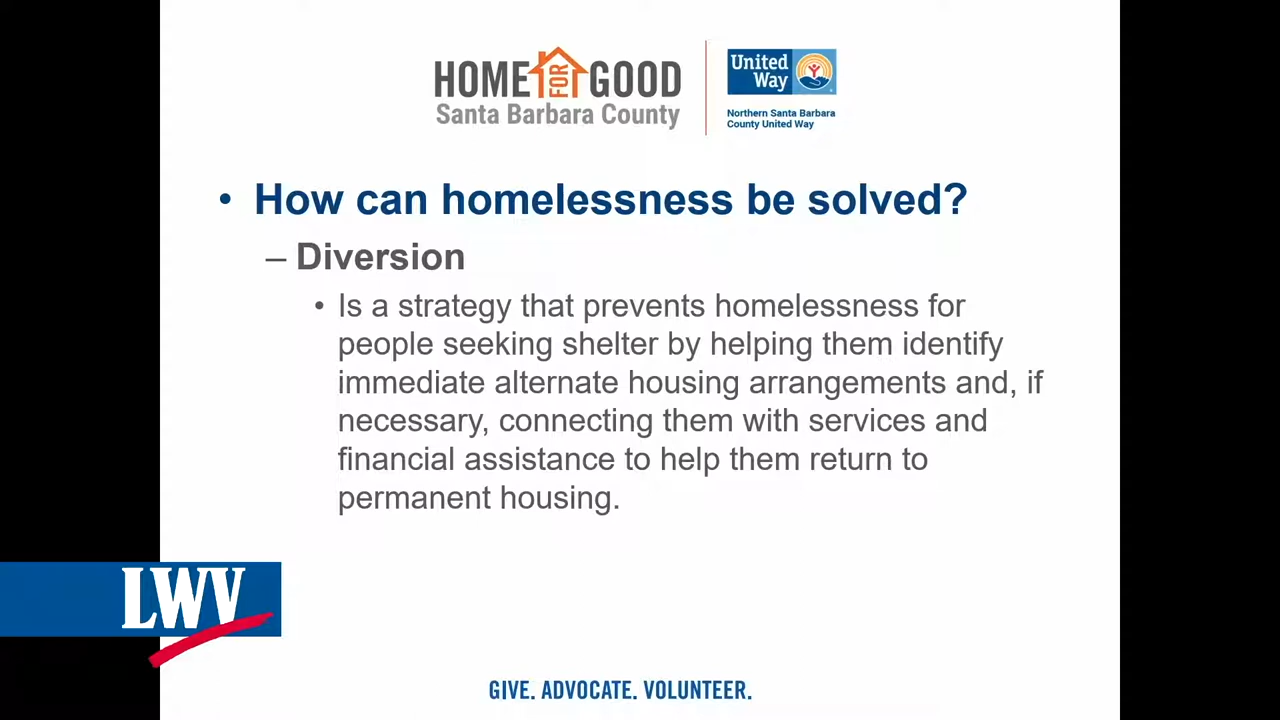 HOME FOR GOOD
Santa Barbara County
United
Way
Northern Santa Barbara
County United Way
• How can homelessness be solved?
– Diversion
• Is a strategy that prevents homelessness for
people seeking shelter by helping them identify
immediate alternate housing arrangements and, if
necessary, connecting them with services and
financial assistance to help them return to
permanent housing.
LWV
GIVE. ADVOCATE. VOLUNTEER.